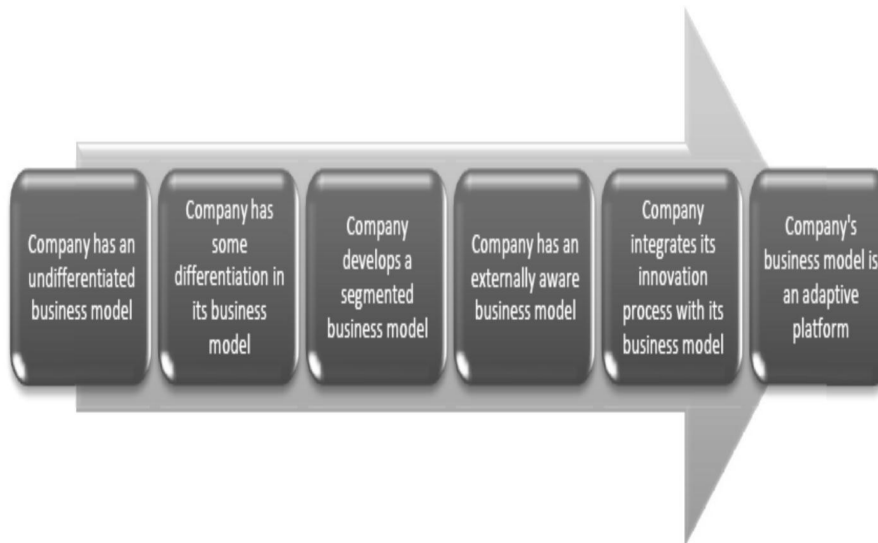 Company has an
undifferentiated
business model
Company has
some
differentiation in
its business
model
Company
develops a
segmented
business model
Company has an
externally aware
business model
Company
integrates its
innovation
process with its
business model
Company's
business model is
an adaptive
platform